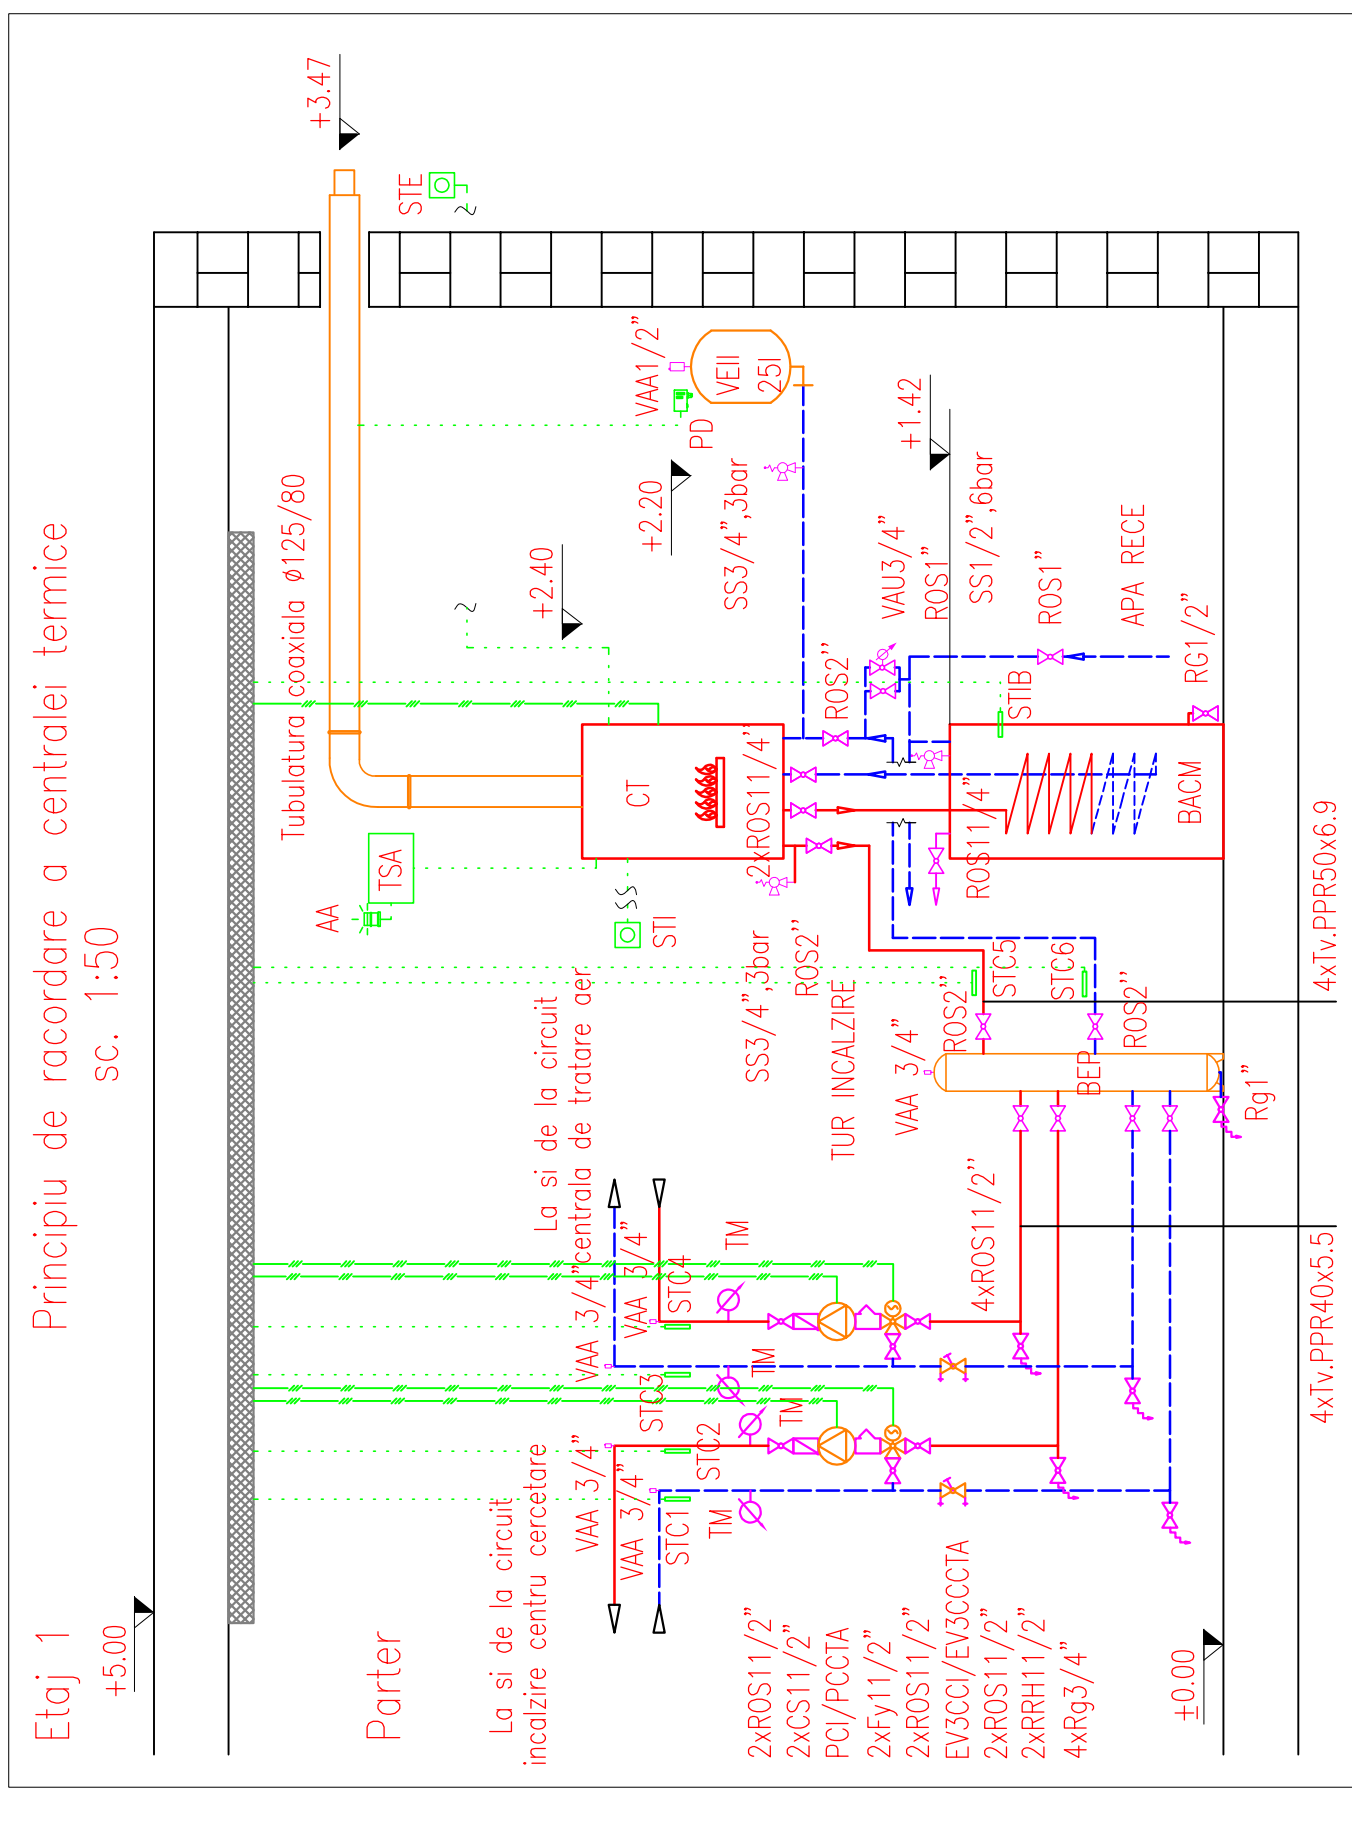 Principiu de racordare a centralei termice
sc. 1:50
Etaj 1
+5.00
Parter
+3.47
STE
Tubulatura coaxiala ø125/80
AA
TSA
+2.40
CT
STI
VAA1/2"
VEII
25l
PD
+2.20
SS3/4",3bar
+1.42
VAU3/4"
ROS1"
SS1/2",6bar
ROS1"
APA RECE
RG1/2"
STIB
ROS2"
2xROS11/4"
ROS11/4"
BACM
SS3/4",3bar
ROS2"
TUR INCALZIRE
STC5
STC6
ROS2"
ROS2"
VAA 3/4"
BEP
Rg1"
4xTv.PPR50x6.9
La si de la circuit
centrala de tratare aer
VAA 3/4"
VAA 3/4"
STC4
TM
STC3
TM
4xROS11/2"
4xTv.PPR40x5.5
La si de la circuit
incalzire centru cercetare
VAA 3/4"
VAA 3/4"
STC2
TM
STC1
TM
2xROS11/2"
2xCS11/2"
PCI/PCCTA
2xFy11/2"
2xROS11/2"
EV3CCI/EV3CCCTA
2xROS11/2"
2xRRH11/2"
4xRg3/4"
±0.00